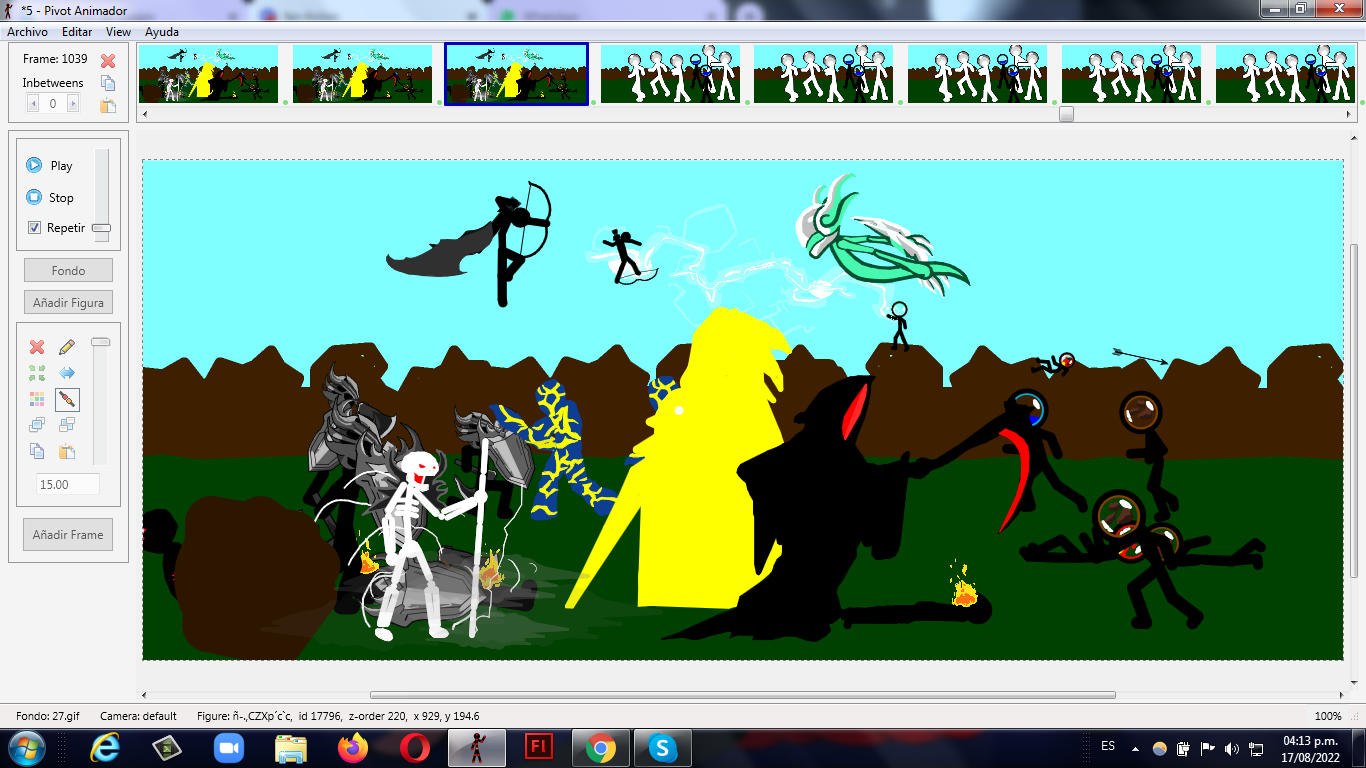 *5 - Pivot Animador
Archivo Editar View Ayuda
Frame: 1039
Inbetweens
0
Play
Stop
Repetir
Fondo
Añadir Figura
15.00
Añadir Frame
Fondo: 27.gif Camera: default Figure: ñ-.,CZXp´c`c, id 17796, z-order 220, x 929, y 194.6 100%
Fl
S
ES
04:13 p.m.
17/08/2022